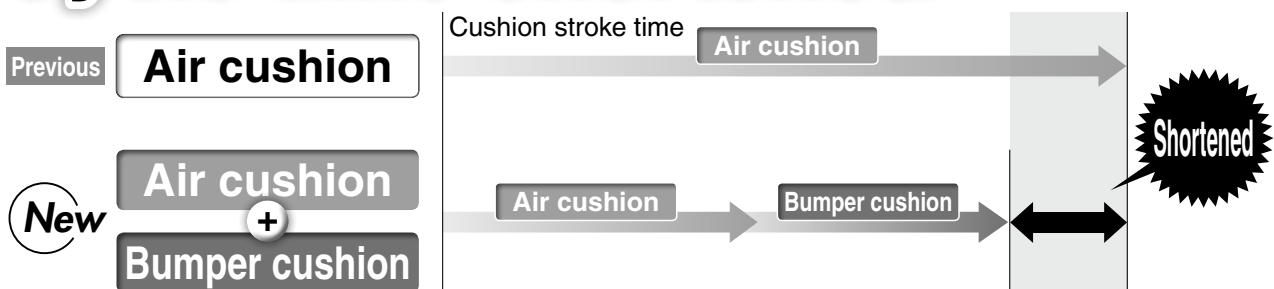 Cushion stroke time
Previous
Air cushion
Air cushion
Shortened
New
Air cushion
+
Bumper cushion
Air cushion
Bumper cushion